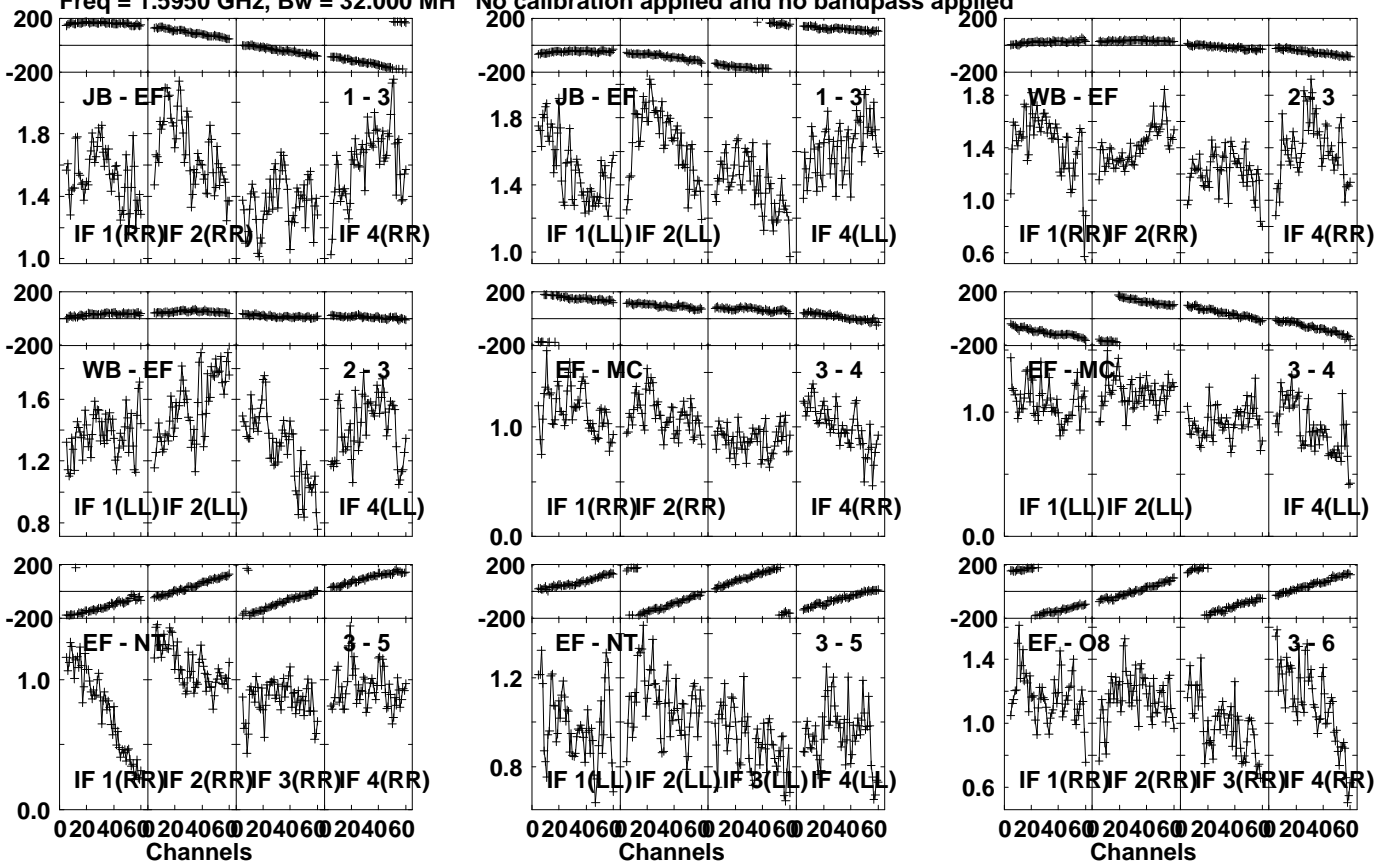 Freq = 1.5950 GHz, Bw = 32.000 MH   No calibration applied and no bandpass applied
200
-200
JB - EF 1 - 3
1.8
1.4
1.0
IF 1(RR) IF 2(RR) IF 4(RR)
200
-200
JB - EF 1 - 3
1.8
1.4
1.0
IF 1(LL) IF 2(LL) IF 4(LL)
200
-200
WB - EF 2 - 3
1.8
1.4
1.0
0.6
IF 1(RR) IF 2(RR) IF 4(RR)
200
-200
WB - EF 2 - 3
1.6
1.2
0.8
IF 1(LL) IF 2(LL) IF 4(LL)
200
-200
EF - MC 3 - 4
1.0
0.0
IF 1(RR) IF 2(RR) IF 4(RR)
200
-200
EF - MC 3 - 4
1.0
0.0
IF 1(LL) IF 2(LL) IF 4(LL)
200
-200
EF - NT 3 - 5
1.0
0.0
IF 1(RR) IF 2(RR) IF 3(RR) IF 4(RR)
0 20 40 60 0 20 40 60 0 20 40 60 0 20 40 60
Channels
200
-200
EF - NT 3 - 5
1.2
0.8
IF 1(LL) IF 2(LL) IF 3(LL) IF 4(LL)
0 20 40 60 0 20 40 60 0 20 40 60 0 20 40 60
Channels
200
-200
EF - O8 3 - 6
1.4
1.0
0.6
IF 1(RR) IF 2(RR) IF 3(RR) IF 4(RR)
0 20 40 60 0 20 40 60 0 20 40 60 0 20 40 60
Channels